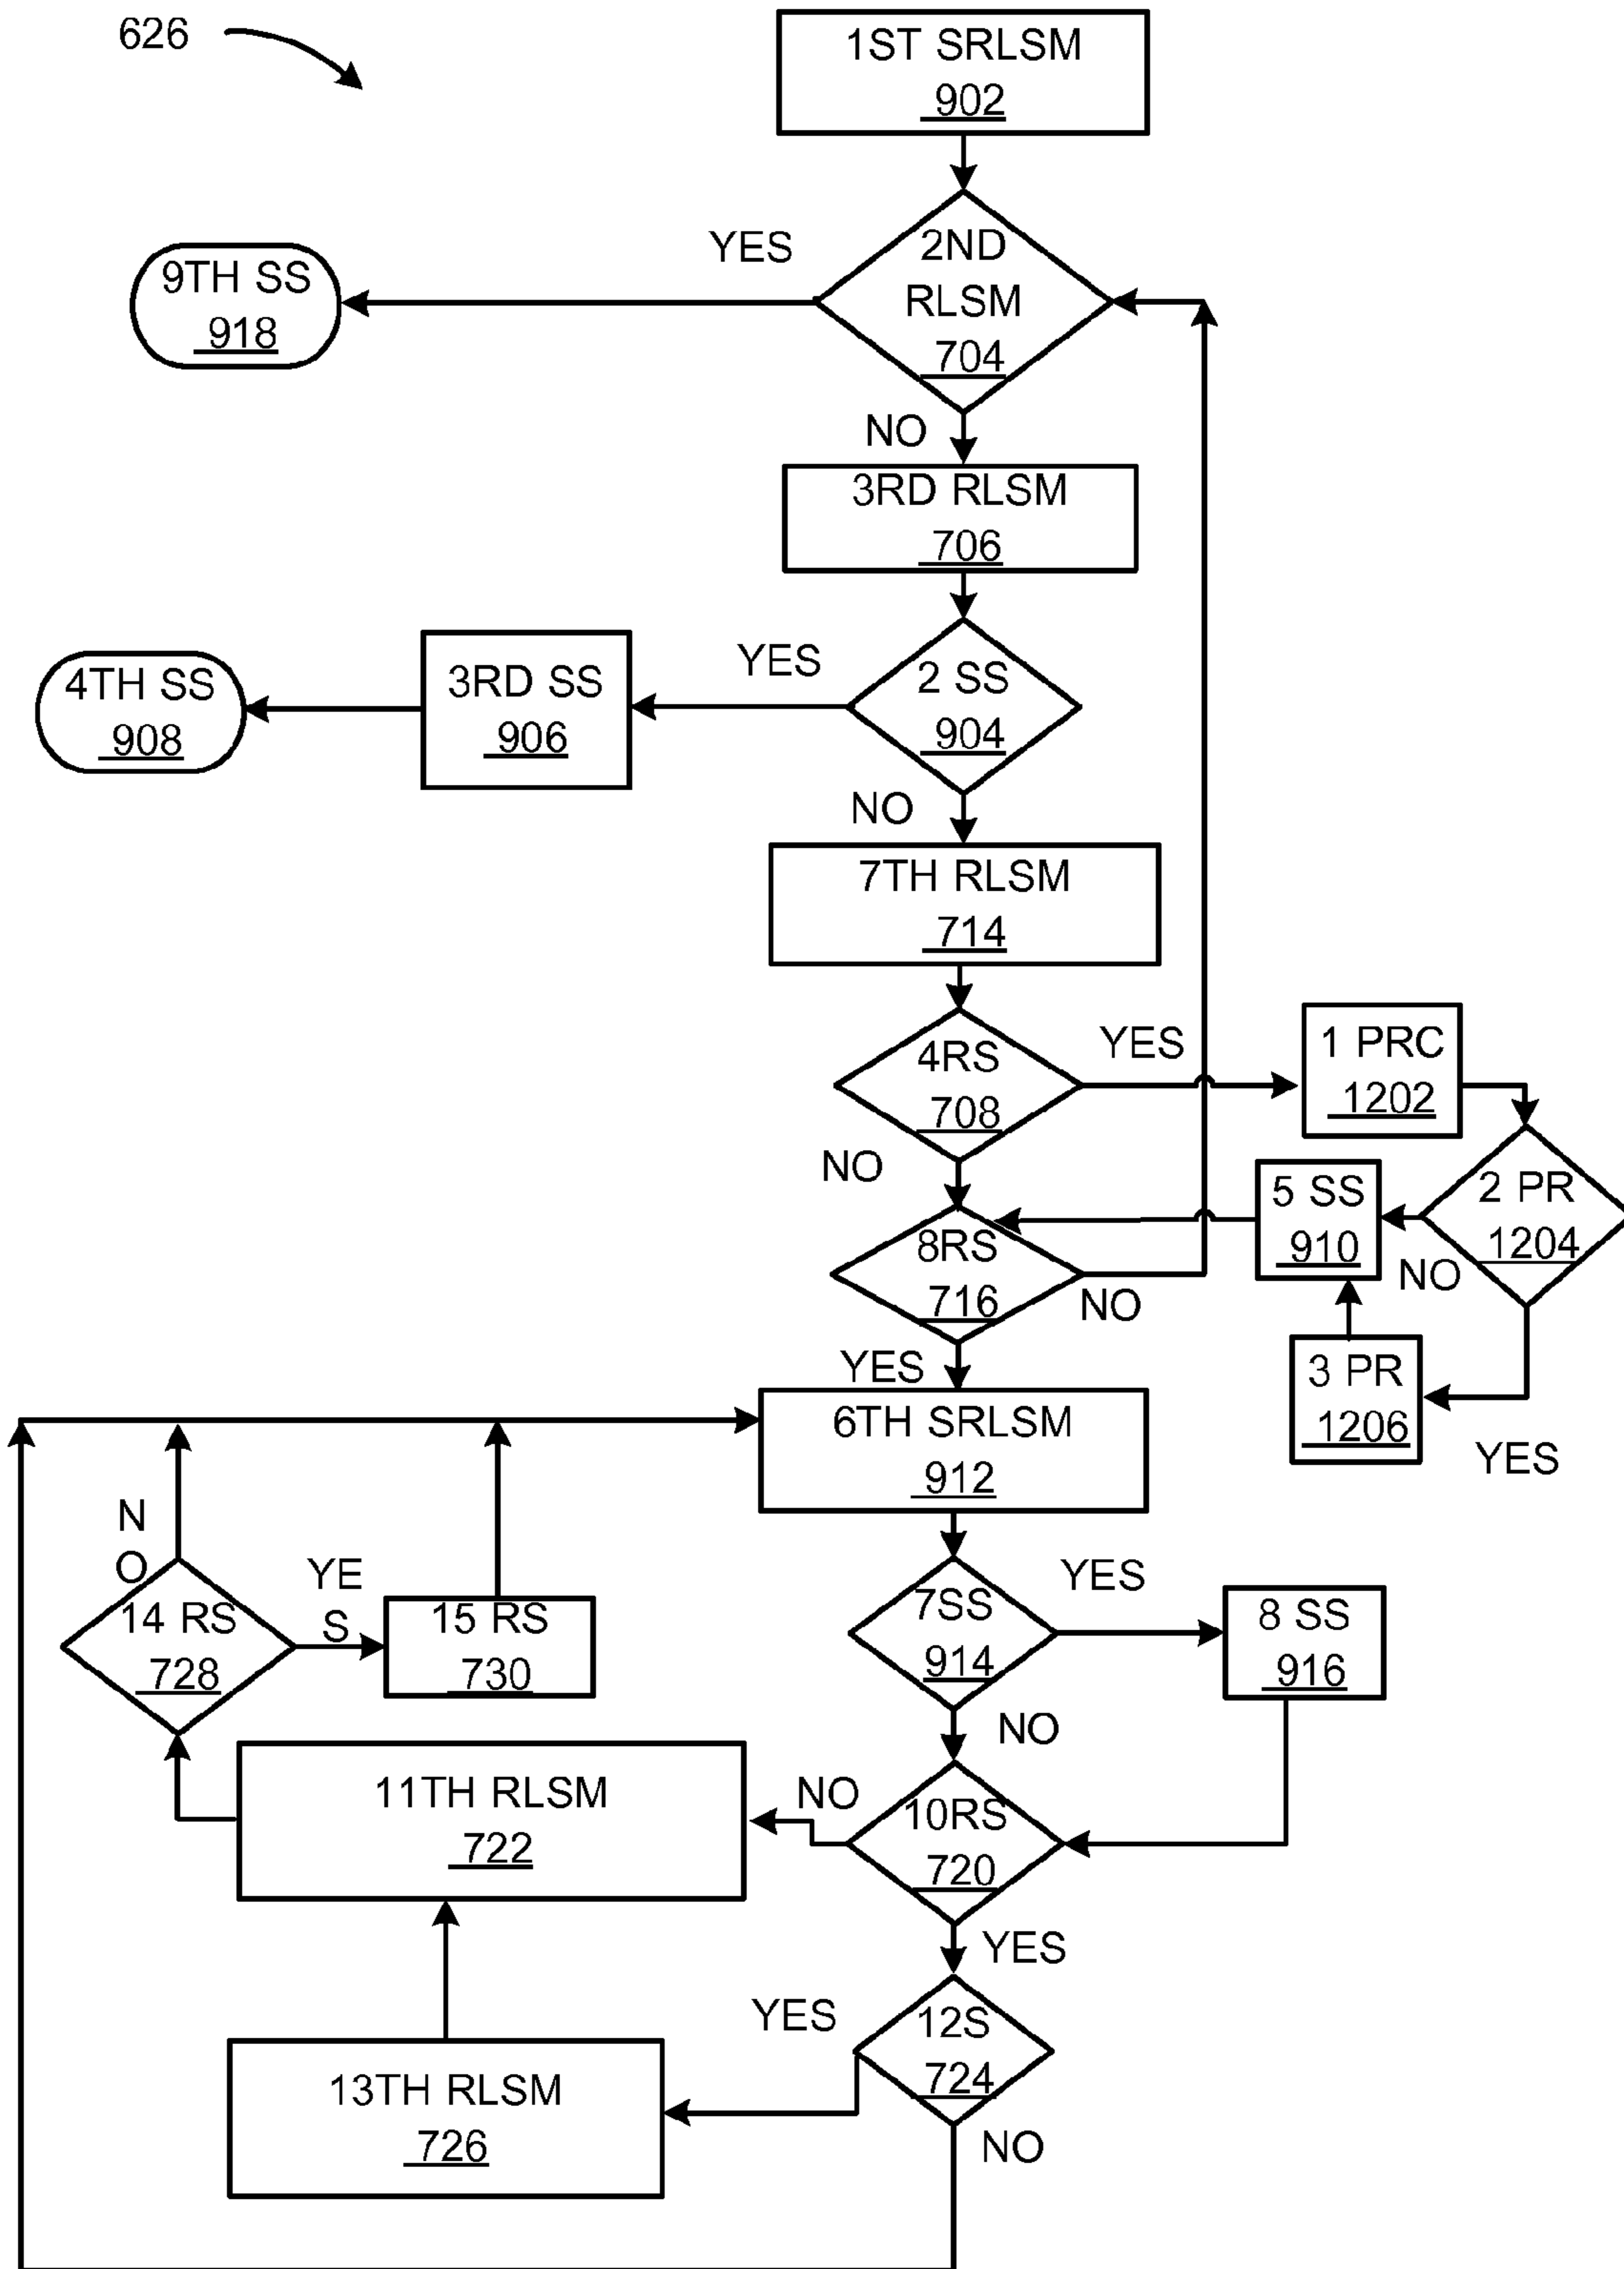 626
1ST SRLSM
902
YES
2ND
RLSM
704
9TH SS
918
NO
3RD RLSM
706
YES
2 SS
904
3RD SS
906
4TH SS
908
NO
7TH RLSM
714
4RS
708
YES
1 PRC
1202
NO
2 PR
1204
5 SS
910
NO
8RS
716
NO
3 PR
1206
YES
YES
6TH SRLSM
912
N
O
14 RS
728
YE
S
15 RS
730
7SS
914
YES
8 SS
916
NO
11TH RLSM
722
NO
10RS
720
YES
YES
12S
724
13TH RLSM
726
NO